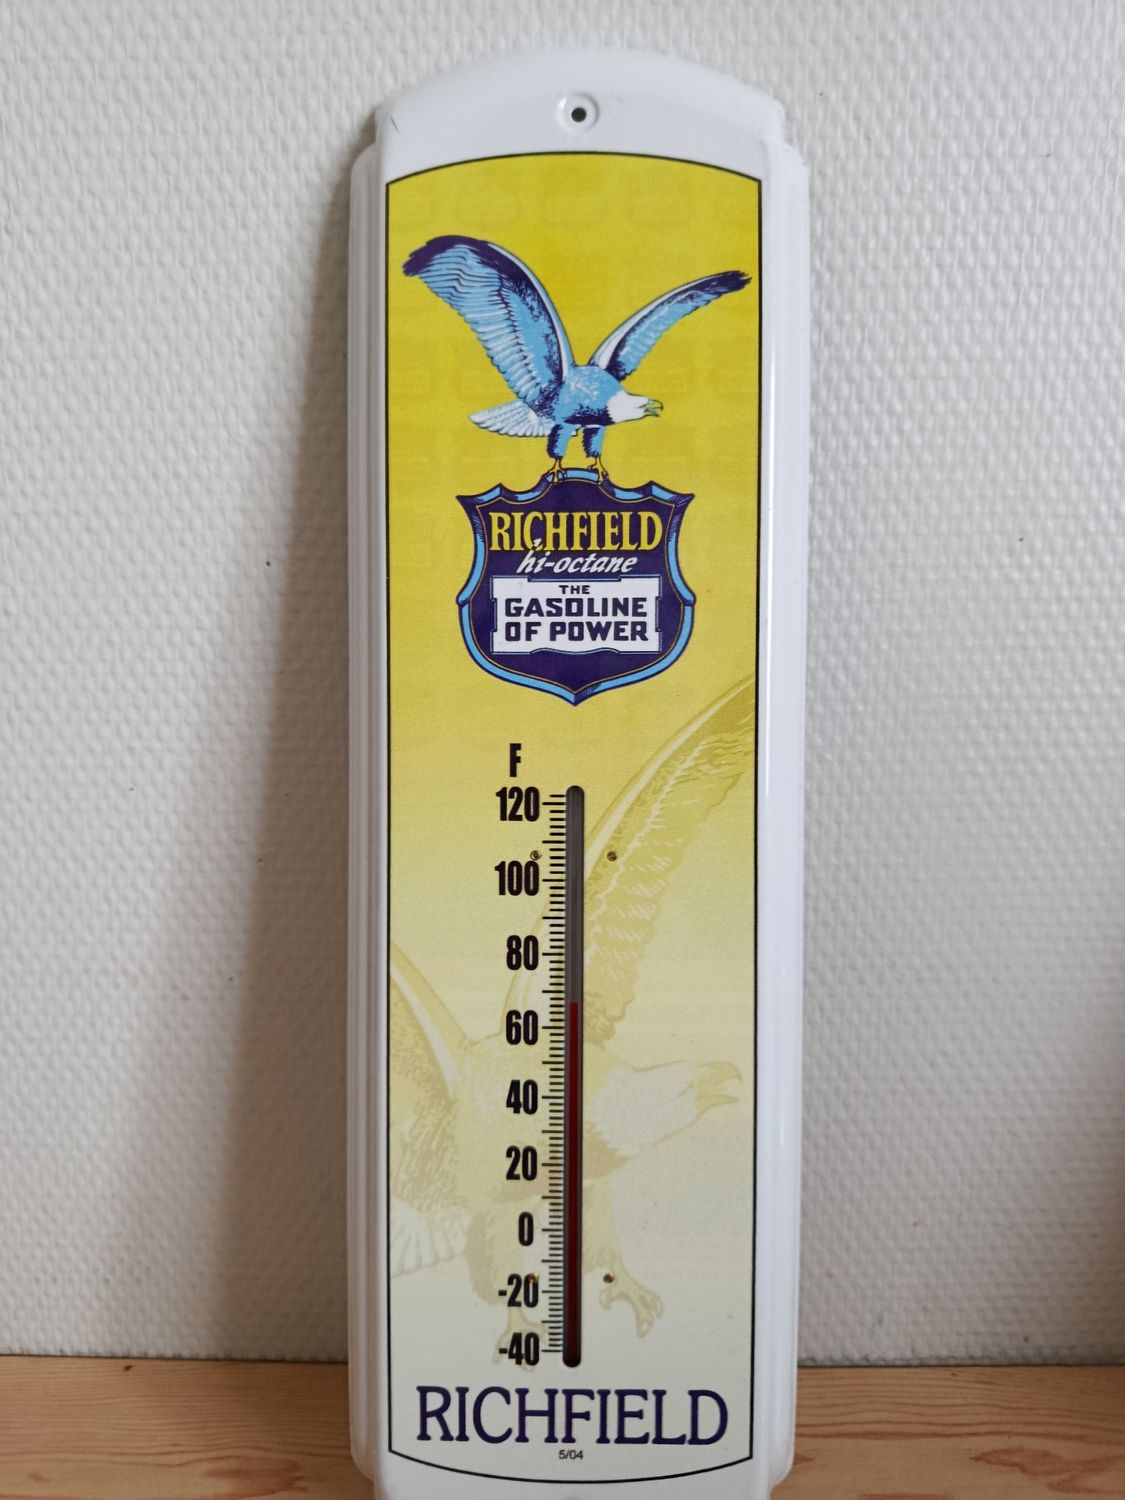 RICHFIELD
hi-octane
THE
GASOLINE
OF POWER
F
120
100
80
60
40
20
0
-20
-40
RICHFIELD
5/04